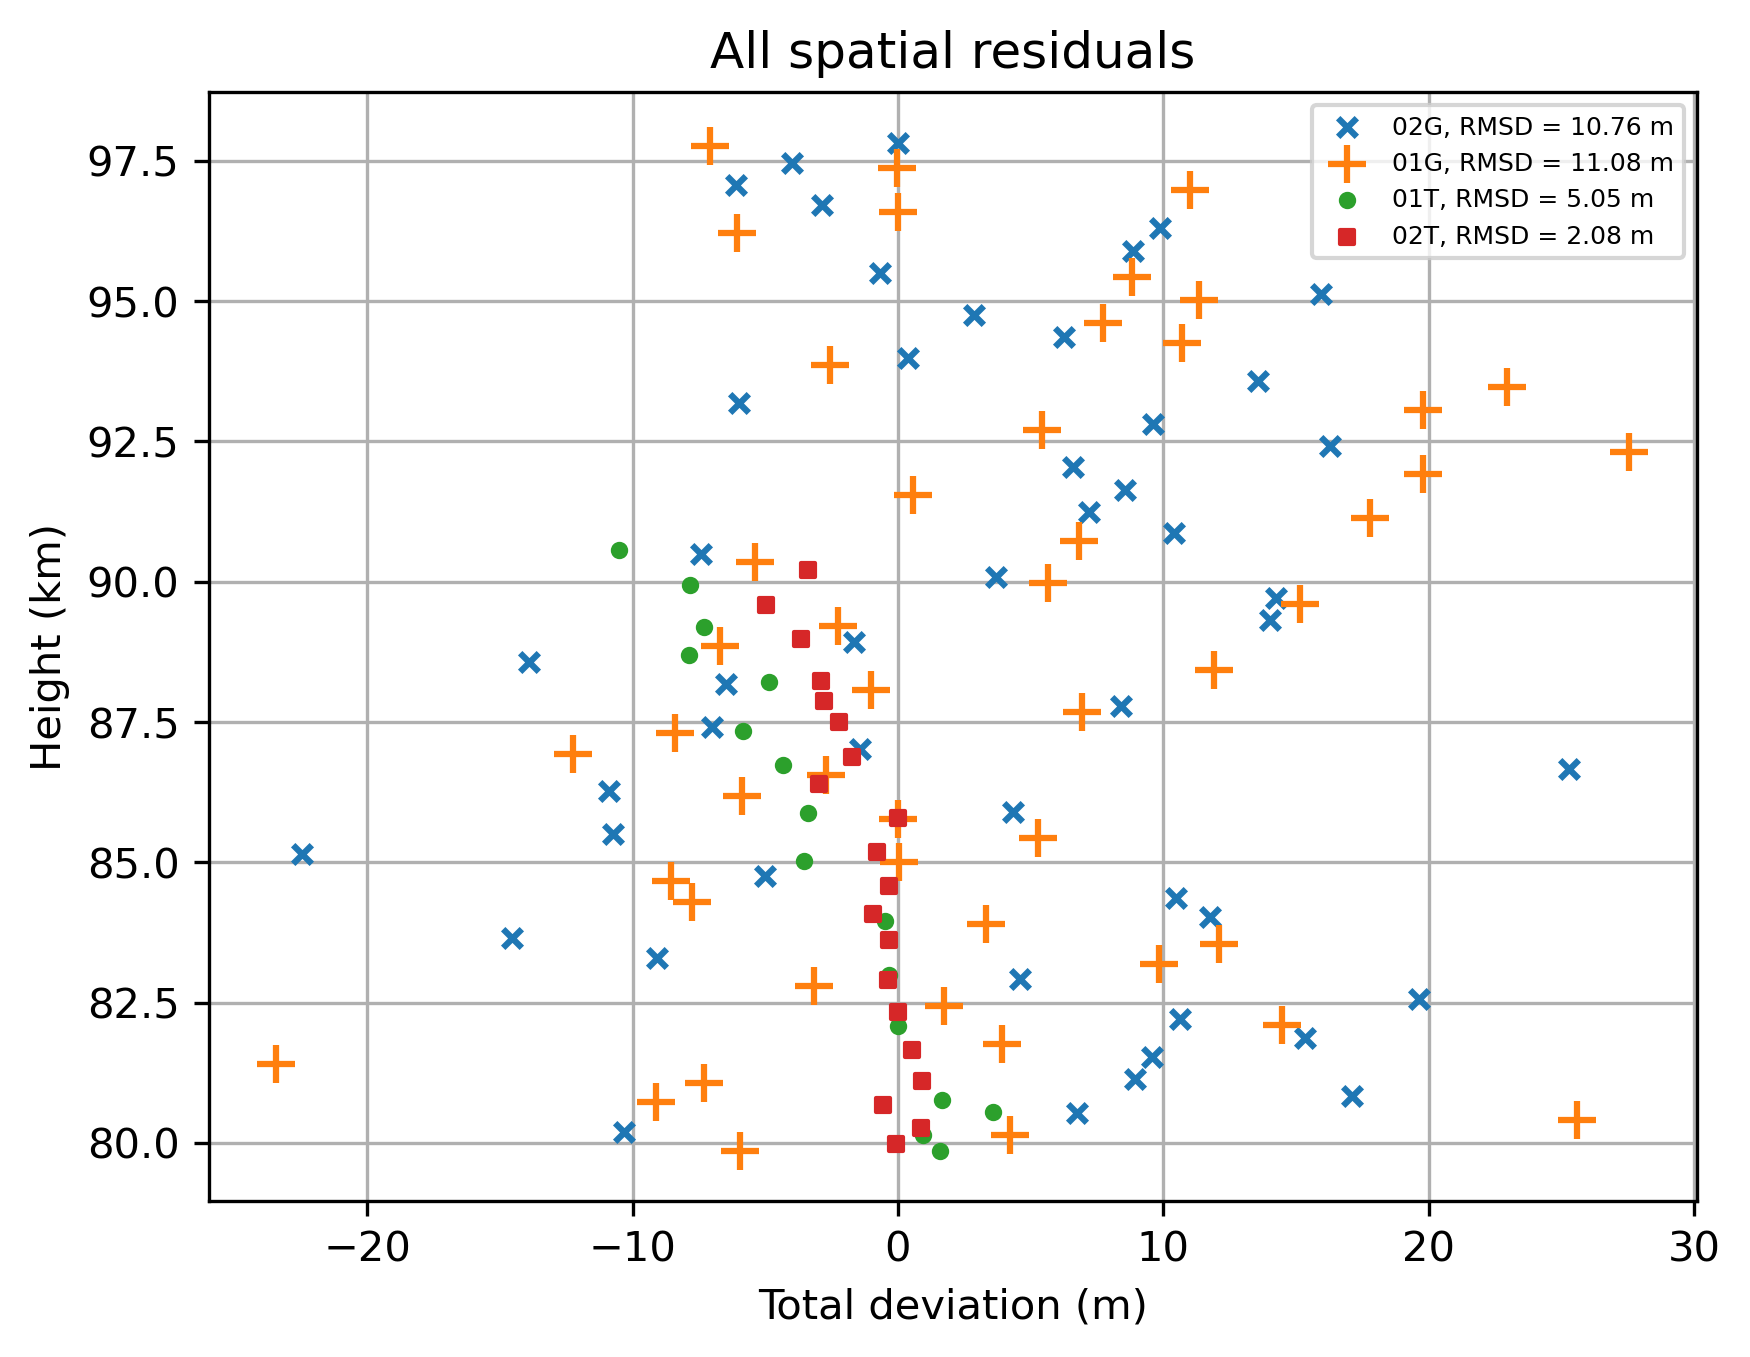 All spatial residuals
02G, RMSD = 10.76 m
01G, RMSD = 11.08 m
01T, RMSD = 5.05 m
02T, RMSD = 2.08 m
97.5
95.0
92.5
90.0
87.5
85.0
82.5
80.0
Height (km)
−20 −10 0 10 20 30
Total deviation (m)